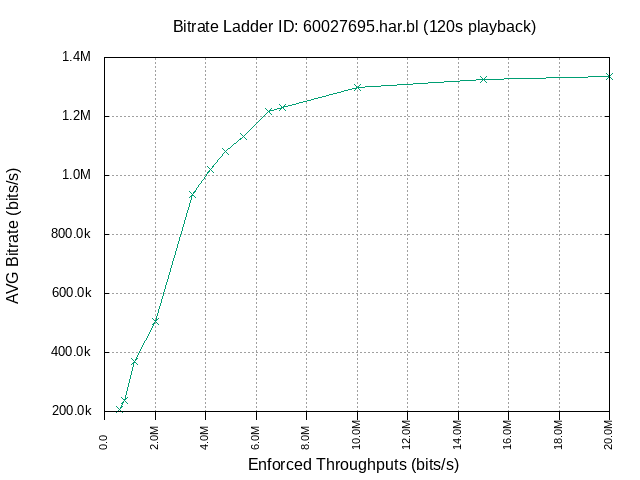 Bitrate Ladder ID: 60027695.har.bl (120s playback)
1.4M
1.2M
1.0M
800.0k
600.0k
400.0k
200.0k
AVG Bitrate (bits/s)
0.0
2.0M
4.0M
6.0M
8.0M
10.0M
12.0M
14.0M
16.0M
18.0M
20.0M
Enforced Throughputs (bits/s)